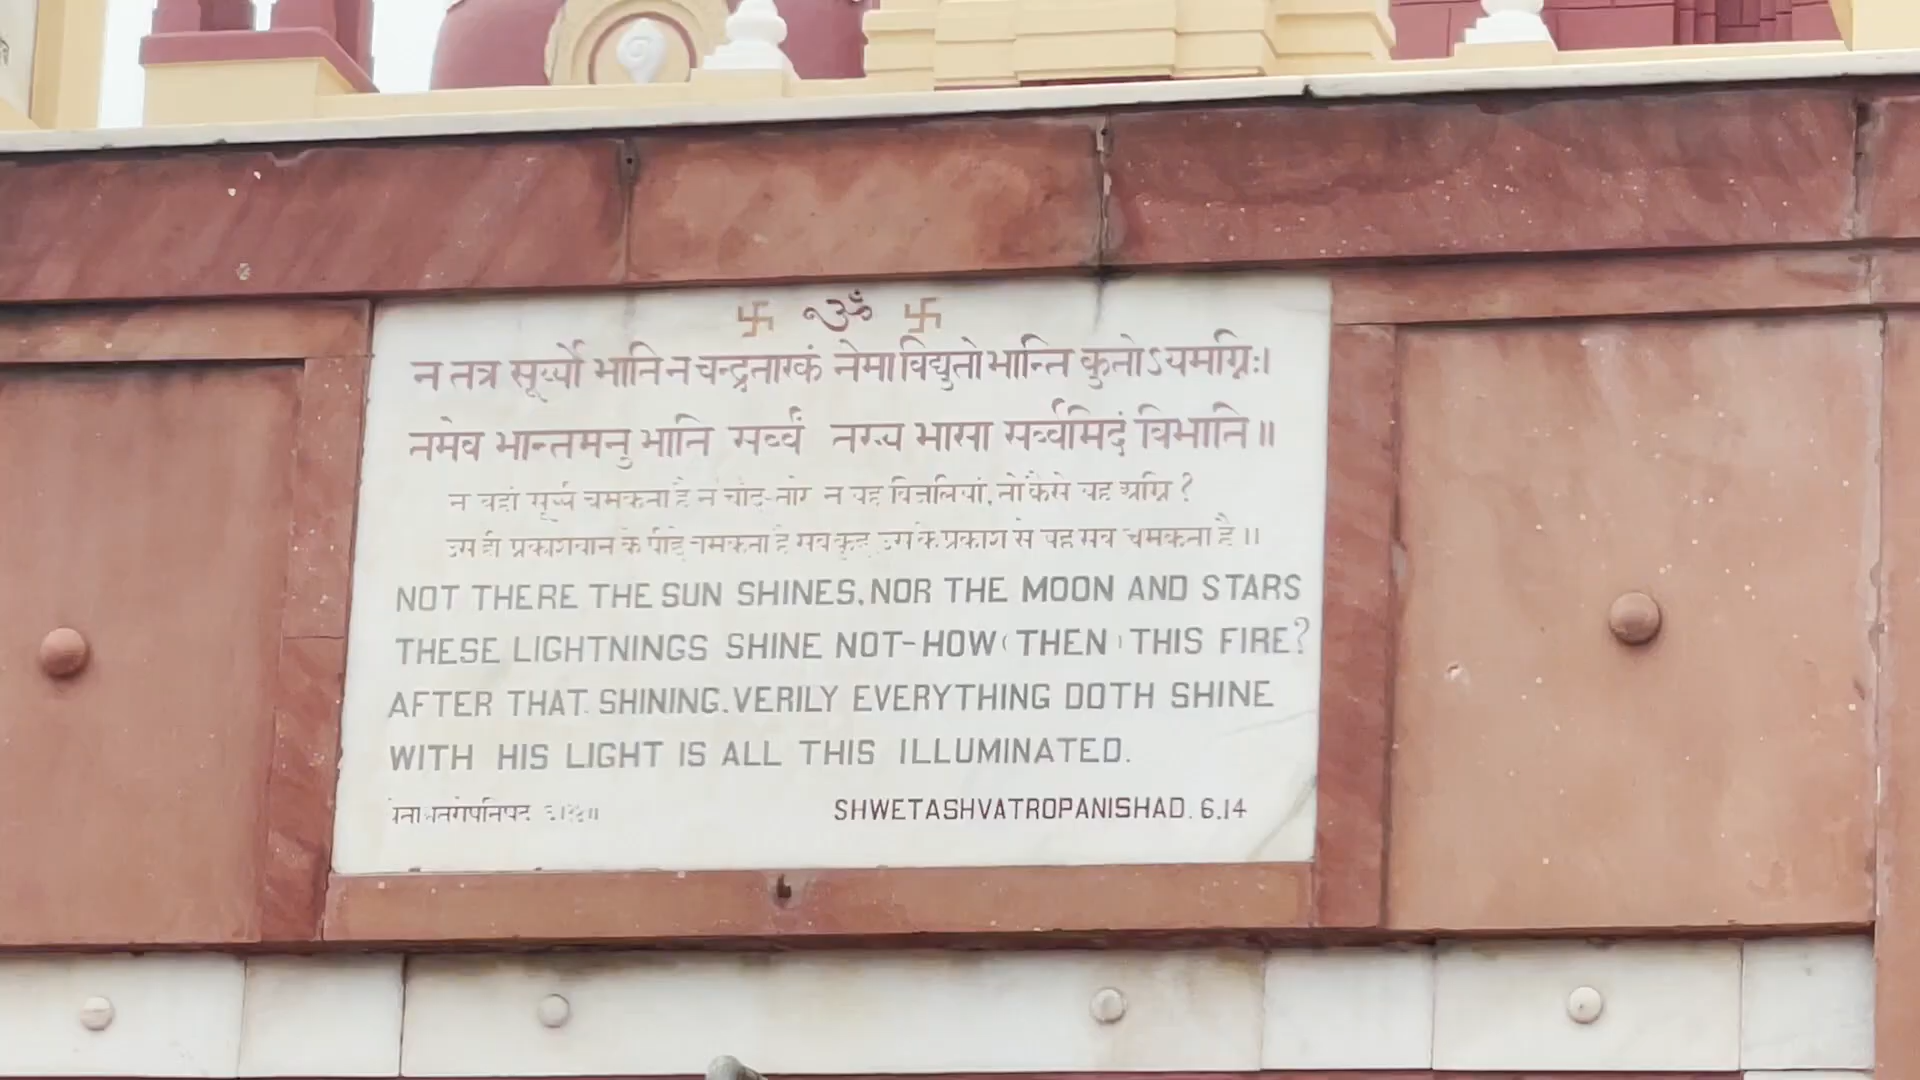 卐 ॐ 卐
न तत्र सूर्य्यो भाति न चन्द्रतारकं नेमा विद्युतो भान्ति कुतोऽयमग्निः।
तमेव भान्तमनु भाति सर्व्वं तस्य भासा सर्व्वमिदं विभाति॥
न वहां सूर्य्य चमकता है न चाँद-तारे न यह बिजलियां, तो कैसे यह अग्नि?
उस ही प्रकाशवान के पीछे चमकता है सब कुछ उस के प्रकाश से यह सब चमकता है॥
NOT THERE THE SUN SHINES, NOR THE MOON AND STARS
THESE LIGHTNINGS SHINE NOT-HOW (THEN) THIS FIRE?
AFTER THAT SHINING. VERILY EVERYTHING DOTH SHINE
WITH HIS LIGHT IS ALL THIS ILLUMINATED.
SHWETASHVATROPANISHAD. 6.14